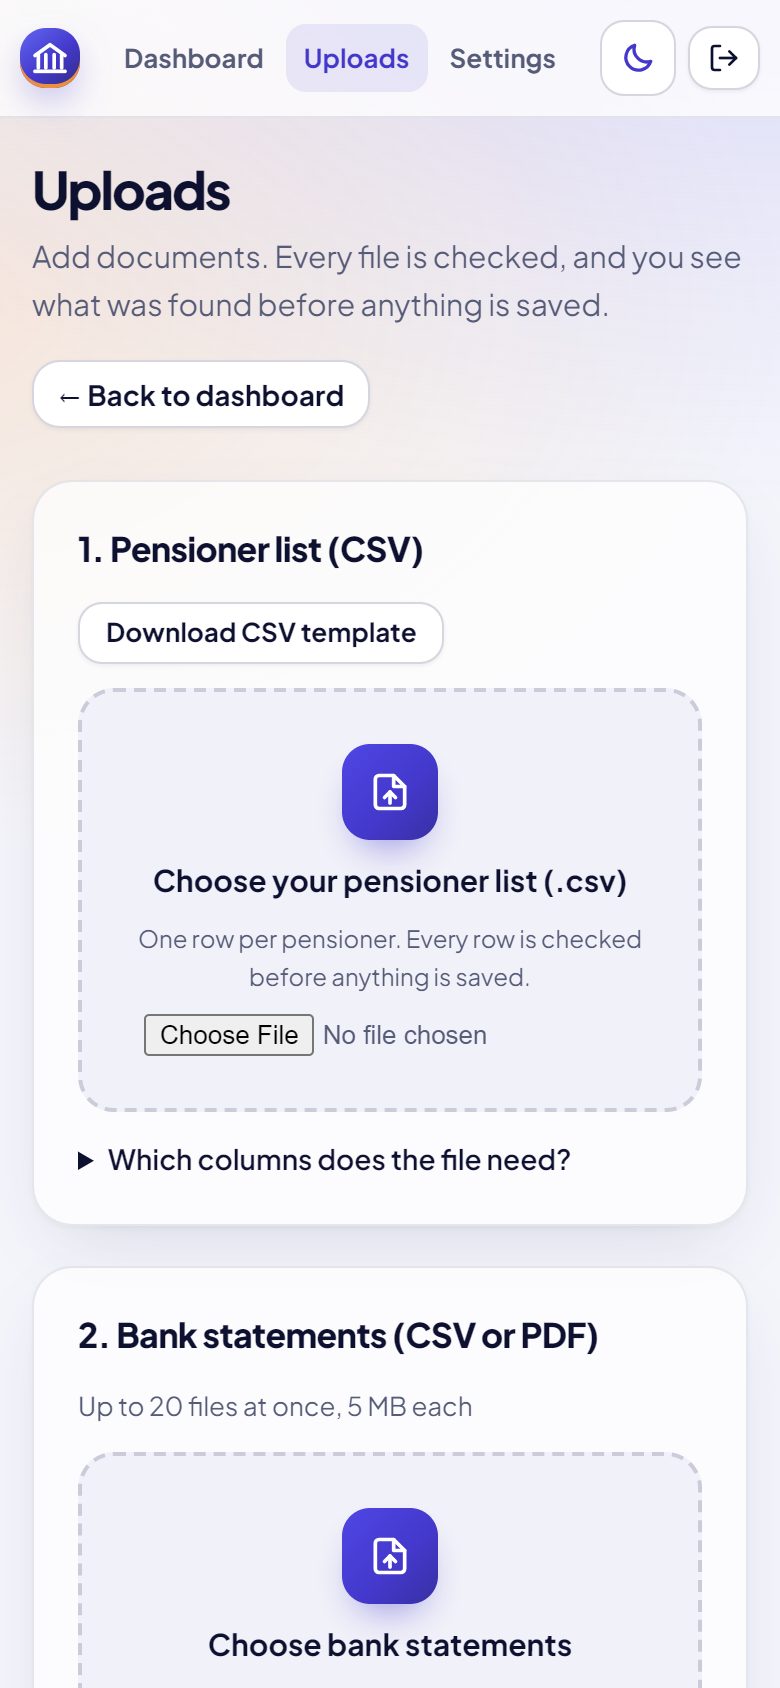 Dashboard Uploads Settings
Uploads
Add documents. Every file is checked, and you see
what was found before anything is saved.
← Back to dashboard
1. Pensioner list (CSV)
Download CSV template
Choose your pensioner list (.csv)
One row per pensioner. Every row is checked
before anything is saved.
Choose File No file chosen
Which columns does the file need?
2. Bank statements (CSV or PDF)
Up to 20 files at once, 5 MB each
Choose bank statements